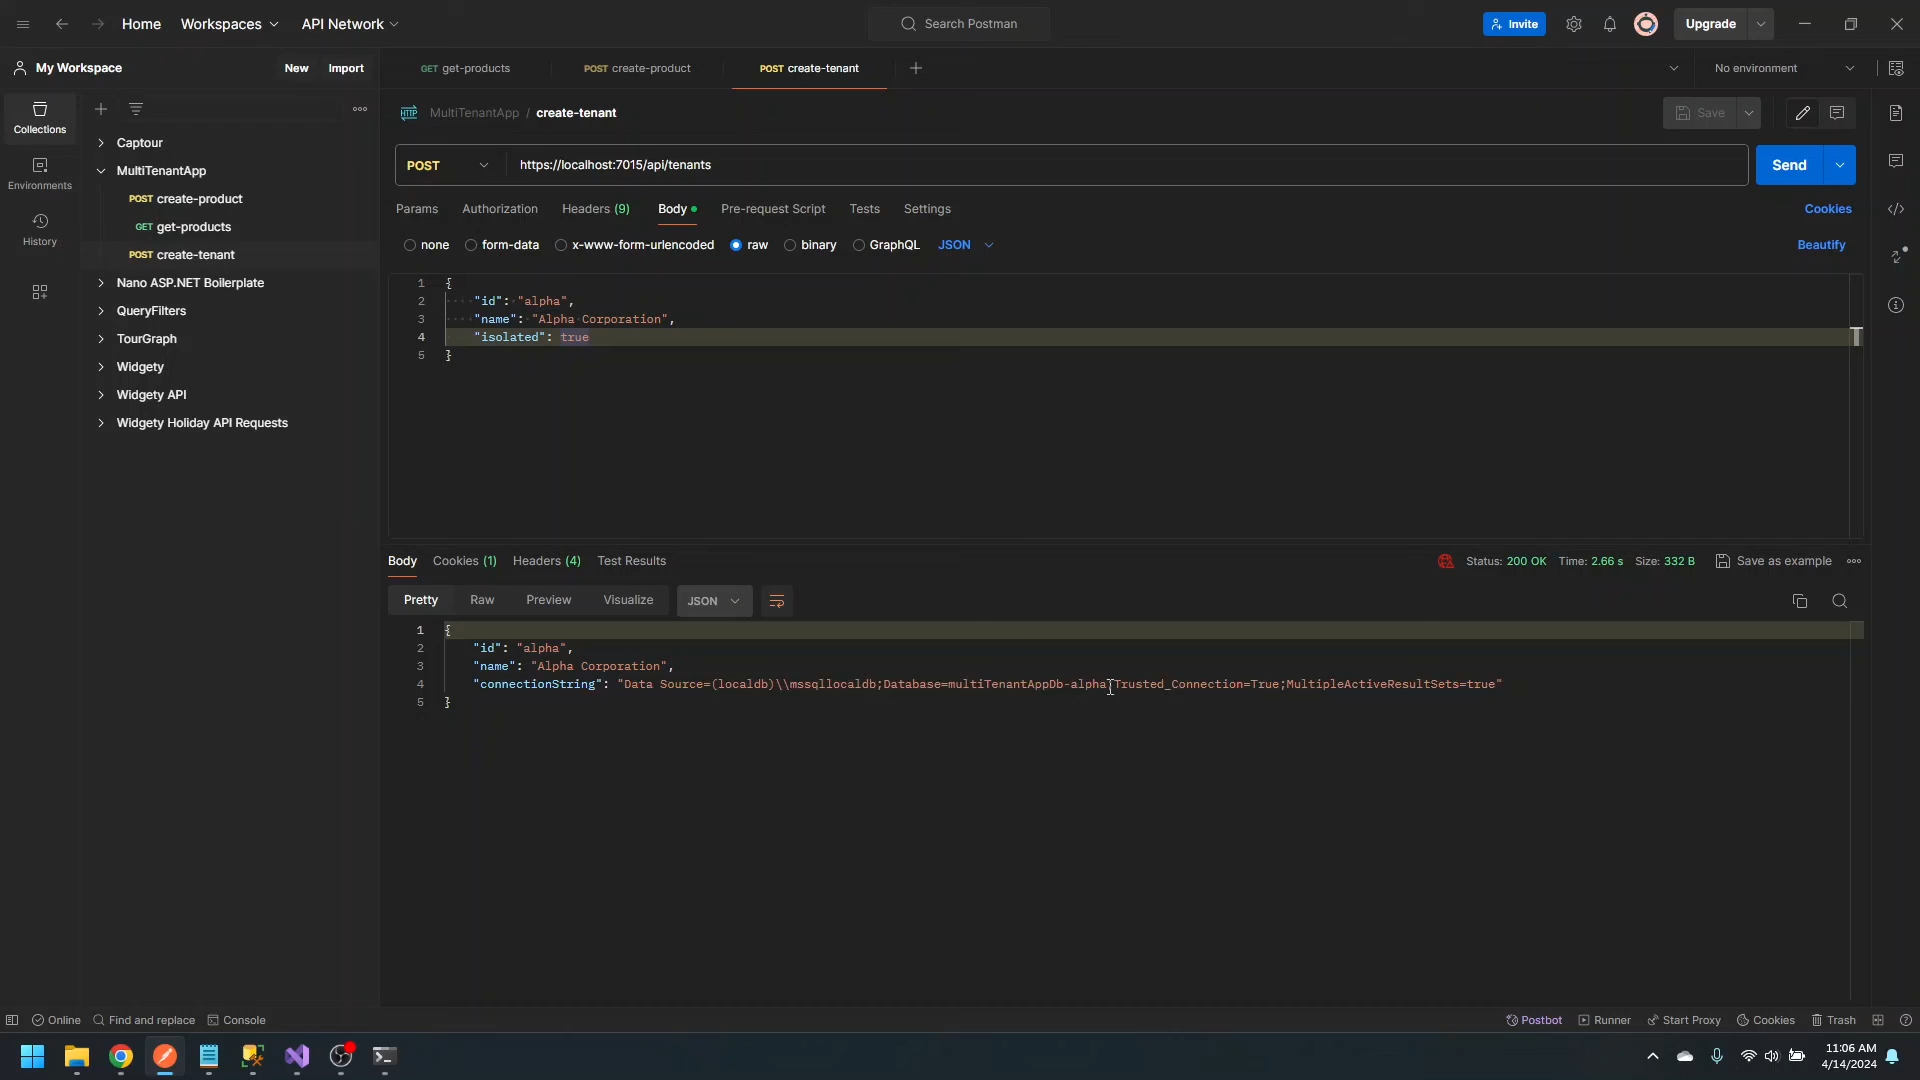 Home
Workspaces
API Network
Search Postman
Invite
Upgrade
My Workspace
New
Import
GET get-products
POST create-product
POST create-tenant
No environment
Collections
Environments
History
Captour
MultiTenantApp
POST create-product
GET get-products
POST create-tenant
Nano ASP.NET Boilerplate
QueryFilters
TourGraph
Widgety
Widgety API
Widgety Holiday API Requests
HTTP MultiTenantApp / create-tenant
Save
POST
https://localhost:7015/api/tenants
Send
Params
Authorization
Headers (9)
Body
Pre-request Script
Tests
Settings
Cookies
none
form-data
x-www-form-urlencoded
raw
binary
GraphQL
JSON
Beautify
1 {
2 "id": "alpha",
3 "name": "Alpha Corporation",
4 "isolated": true
5 }
Body
Cookies (1)
Headers (4)
Test Results
Status: 200 OK
Time: 2.66 s
Size: 332 B
Save as example
Pretty
Raw
Preview
Visualize
JSON
1 {
2 "id": "alpha",
3 "name": "Alpha Corporation",
4 "connectionString": "Data Source=(localdb)\\mssqllocaldb;Database=multiTenantAppDb-alpha;Trusted_Connection=True;MultipleActiveResultSets=true"
5 }
Online
Find and replace
Console
Postbot
Runner
Start Proxy
Cookies
Trash
11:06 AM
4/14/2024